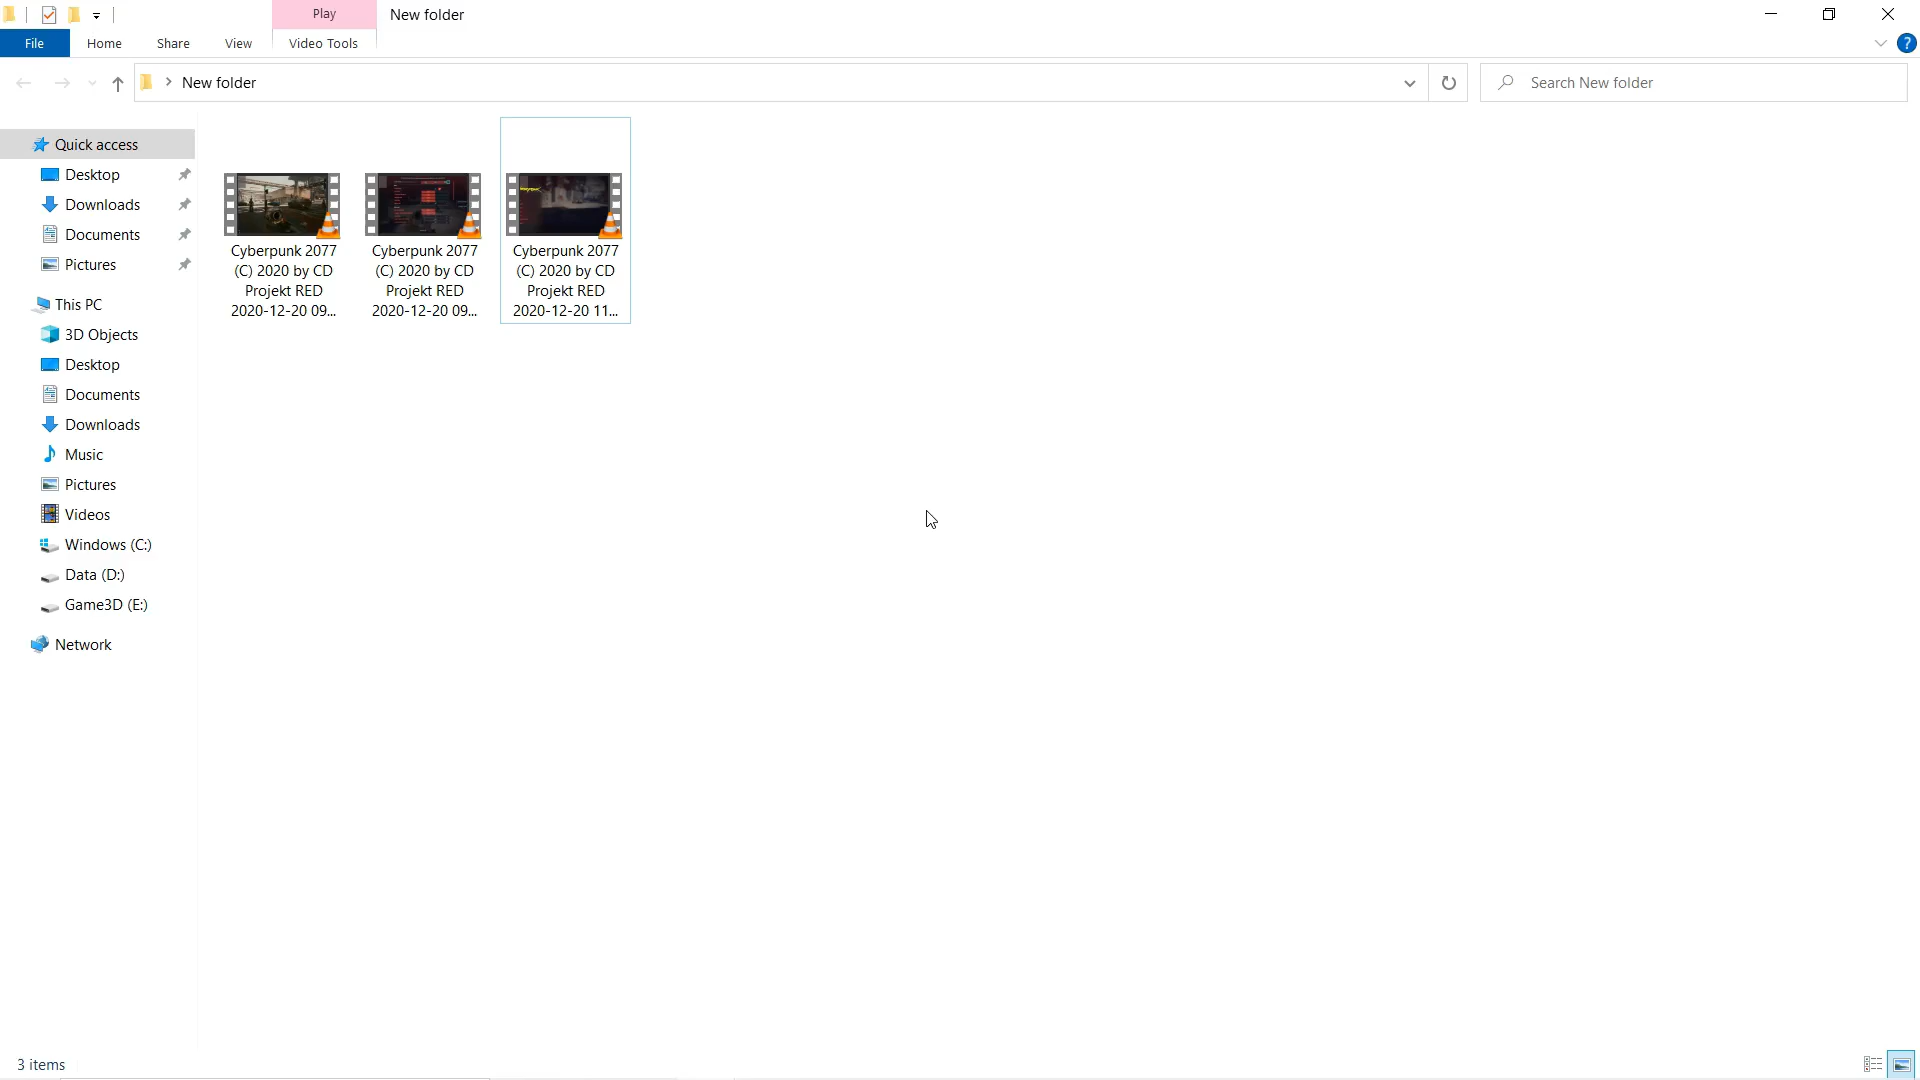 Play
New folder
File
Home
Share
View
Video Tools
New folder
Search New folder
Quick access
Desktop
Downloads
Documents
Pictures
This PC
3D Objects
Desktop
Documents
Downloads
Music
Pictures
Videos
Windows (C:)
Data (D:)
Game3D (E:)
Network
Cyberpunk 2077
(C) 2020 by CD
Projekt RED
2020-12-20 09...
Cyberpunk 2077
(C) 2020 by CD
Projekt RED
2020-12-20 09...
Cyberpunk 2077
(C) 2020 by CD
Projekt RED
2020-12-20 11...
3 items